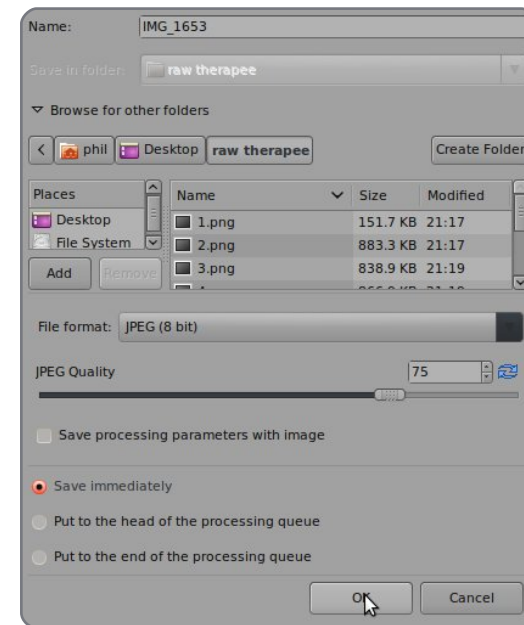 Name: IMG_1653
Save in folder: raw therapee
Browse for other folders
phil Desktop raw therapee Create Folder
Places Name Size Modified
Desktop 1.png 151.7 KB 21:17
File System 2.png 883.3 KB 21:17
Add Remove 3.png 838.9 KB 21:19
File format: JPEG (8 bit)
JPEG Quality 75
Save processing parameters with image
Save immediately
Put to the head of the processing queue
Put to the end of the processing queue
OK Cancel